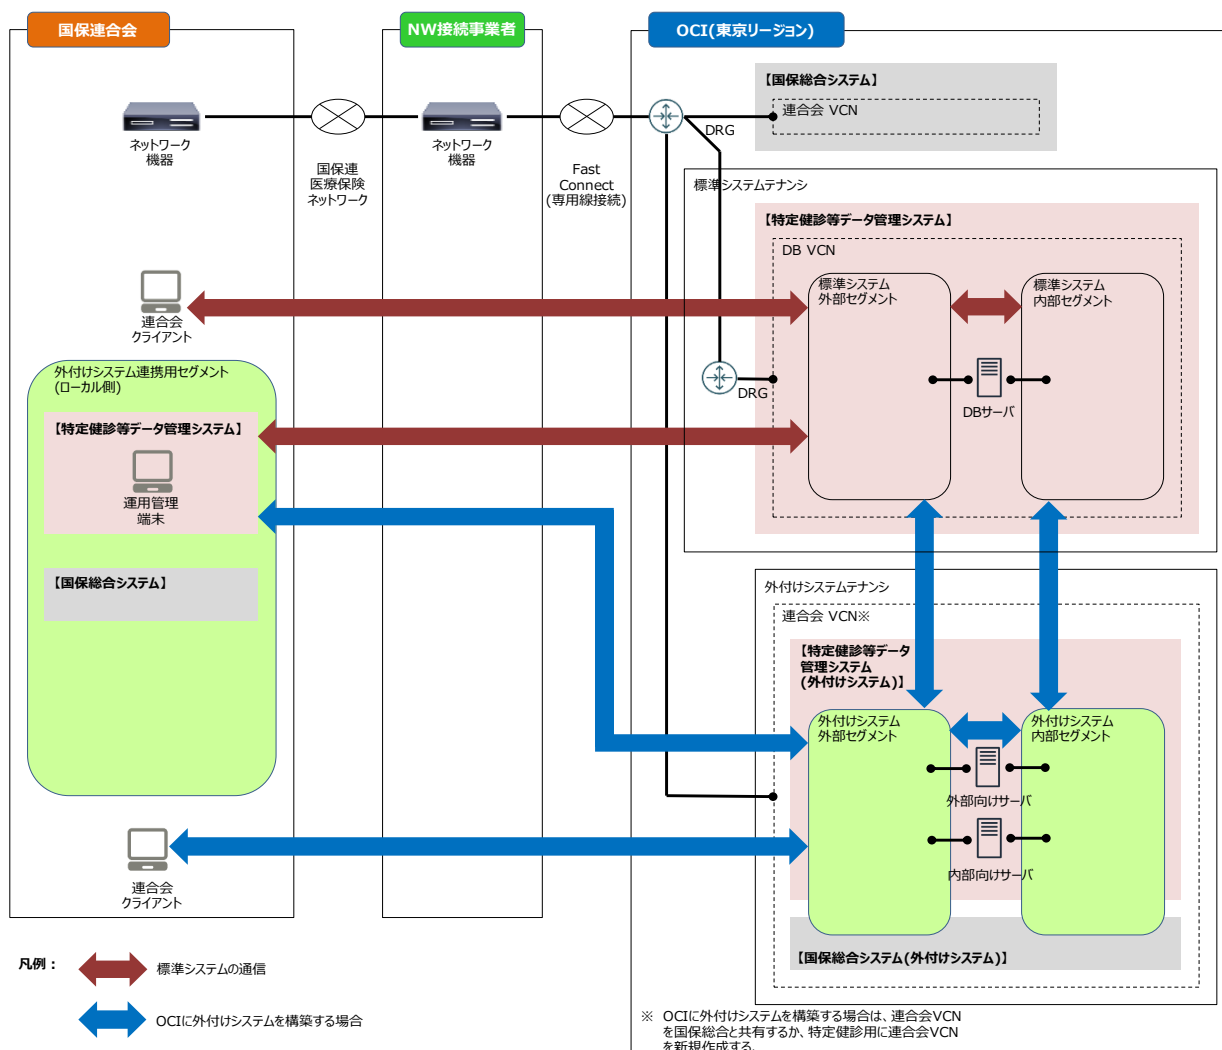 国保連合会
NW接続事業者
OCI(東京リージョン)
【国保総合システム】
連合会 VCN
DRG
ネットワーク
機器
国保連
医療保険
ネットワーク
ネットワーク
機器
Fast
Connect
(専用線接続)
標準システムテナンシ
【特定健診等データ管理システム】
DB VCN
標準システム
外部セグメント
標準システム
内部セグメント
連合会
クライアント
DRG
DBサーバ
外付けシステム連携用セグメント
(ローカル側)
【特定健診等データ管理システム】
運用管理
端末
【国保総合システム】
外付けシステムテナンシ
連合会 VCN※
【特定健診等データ
管理システム
(外付けシステム)】
外付けシステム
外部セグメント
外付けシステム
内部セグメント
外部向けサーバ
内部向けサーバ
連合会
クライアント
【国保総合システム(外付けシステム)】
凡例：
標準システムの通信
OCIに外付けシステムを構築する場合
※ OCIに外付けシステムを構築する場合は、連合会VCN
を国保総合と共有するか、特定健診用に連合会VCN
を新規作成する。